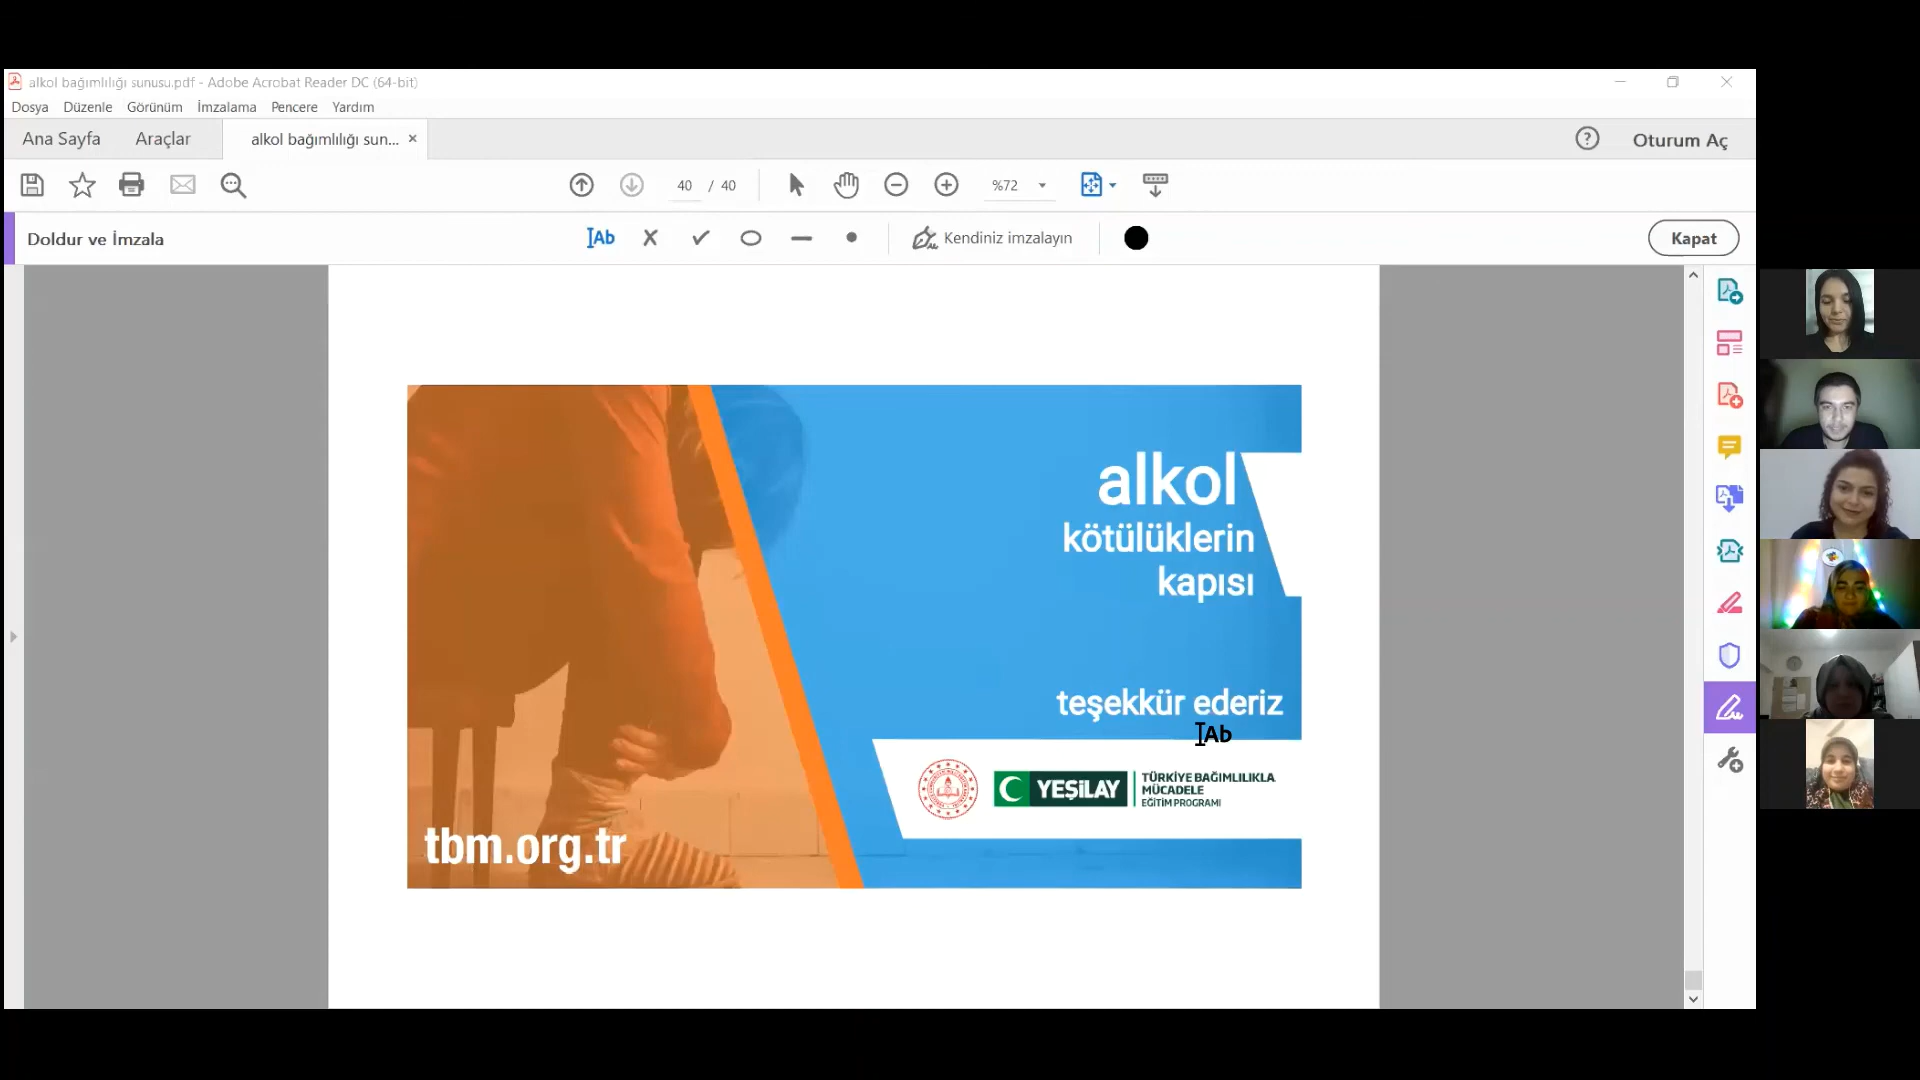 alkol bağımlılığı sunusu.pdf - Adobe Acrobat Reader DC (64-bit)
Dosya Düzenle Görünüm İmzalama Pencere Yardım
Ana Sayfa Araçlar alkol bağımlılığı sun... Oturum Aç
40 / 40 %72
Doldur ve İmzala Ab Kendiniz imzalayın Kapat
alkol
kötülüklerin
kapısı
teşekkür ederiz
Ab
YEŞİLAY
TÜRKİYE BAĞIMLILIKLA
MÜCADELE
EĞİTİM PROGRAMI
tbm.org.tr